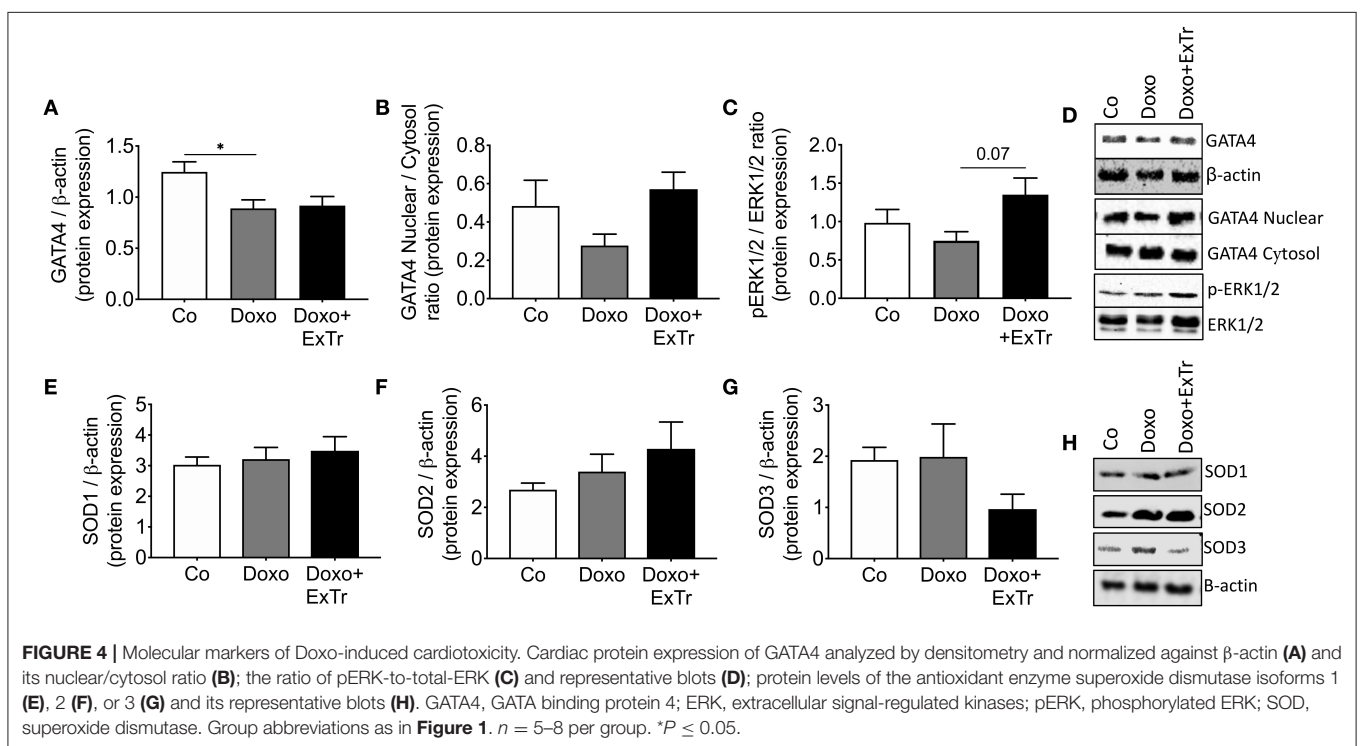 A
GATA4 / β-actin
(protein expression)
1.5
1.0
0.5
0.0
*
Co
Doxo
Doxo+
ExTr
B
GATA4 Nuclear / Cytosol
ratio (protein expression)
0.8
0.6
0.4
0.2
0.0
Co
Doxo
Doxo+
ExTr
C
pERK1/2 / ERK1/2 ratio
(protein expression)
2.0
1.5
1.0
0.5
0.0
0.07
Co
Doxo
Doxo
+ExTr
D
Co
Doxo
Doxo+ExTr
GATA4
β-actin
GATA4 Nuclear
GATA4 Cytosol
p-ERK1/2
ERK1/2
E
SOD1 / β-actin
(protein expression)
5
4
3
2
1
0
Co
Doxo
Doxo+
ExTr
F
SOD2 / β-actin
(protein expression)
6
4
2
0
Co
Doxo
Doxo+
ExTr
G
SOD3 / β-actin
(protein expression)
3
2
1
0
Co
Doxo
Doxo+
ExTr
H
Co
Doxo
Doxo+ExTr
SOD1
SOD2
SOD3
B-actin
FIGURE 4 | Molecular markers of Doxo-induced cardiotoxicity. Cardiac protein expression of GATA4 analyzed by densitometry and normalized against β-actin (A) and
its nuclear/cytosol ratio (B); the ratio of pERK-to-total-ERK (C) and representative blots (D); protein levels of the antioxidant enzyme superoxide dismutase isoforms 1
(E), 2 (F), or 3 (G) and its representative blots (H). GATA4, GATA binding protein 4; ERK, extracellular signal-regulated kinases; pERK, phosphorylated ERK; SOD,
superoxide dismutase. Group abbreviations as in Figure 1. n = 5–8 per group. *P ≤ 0.05.